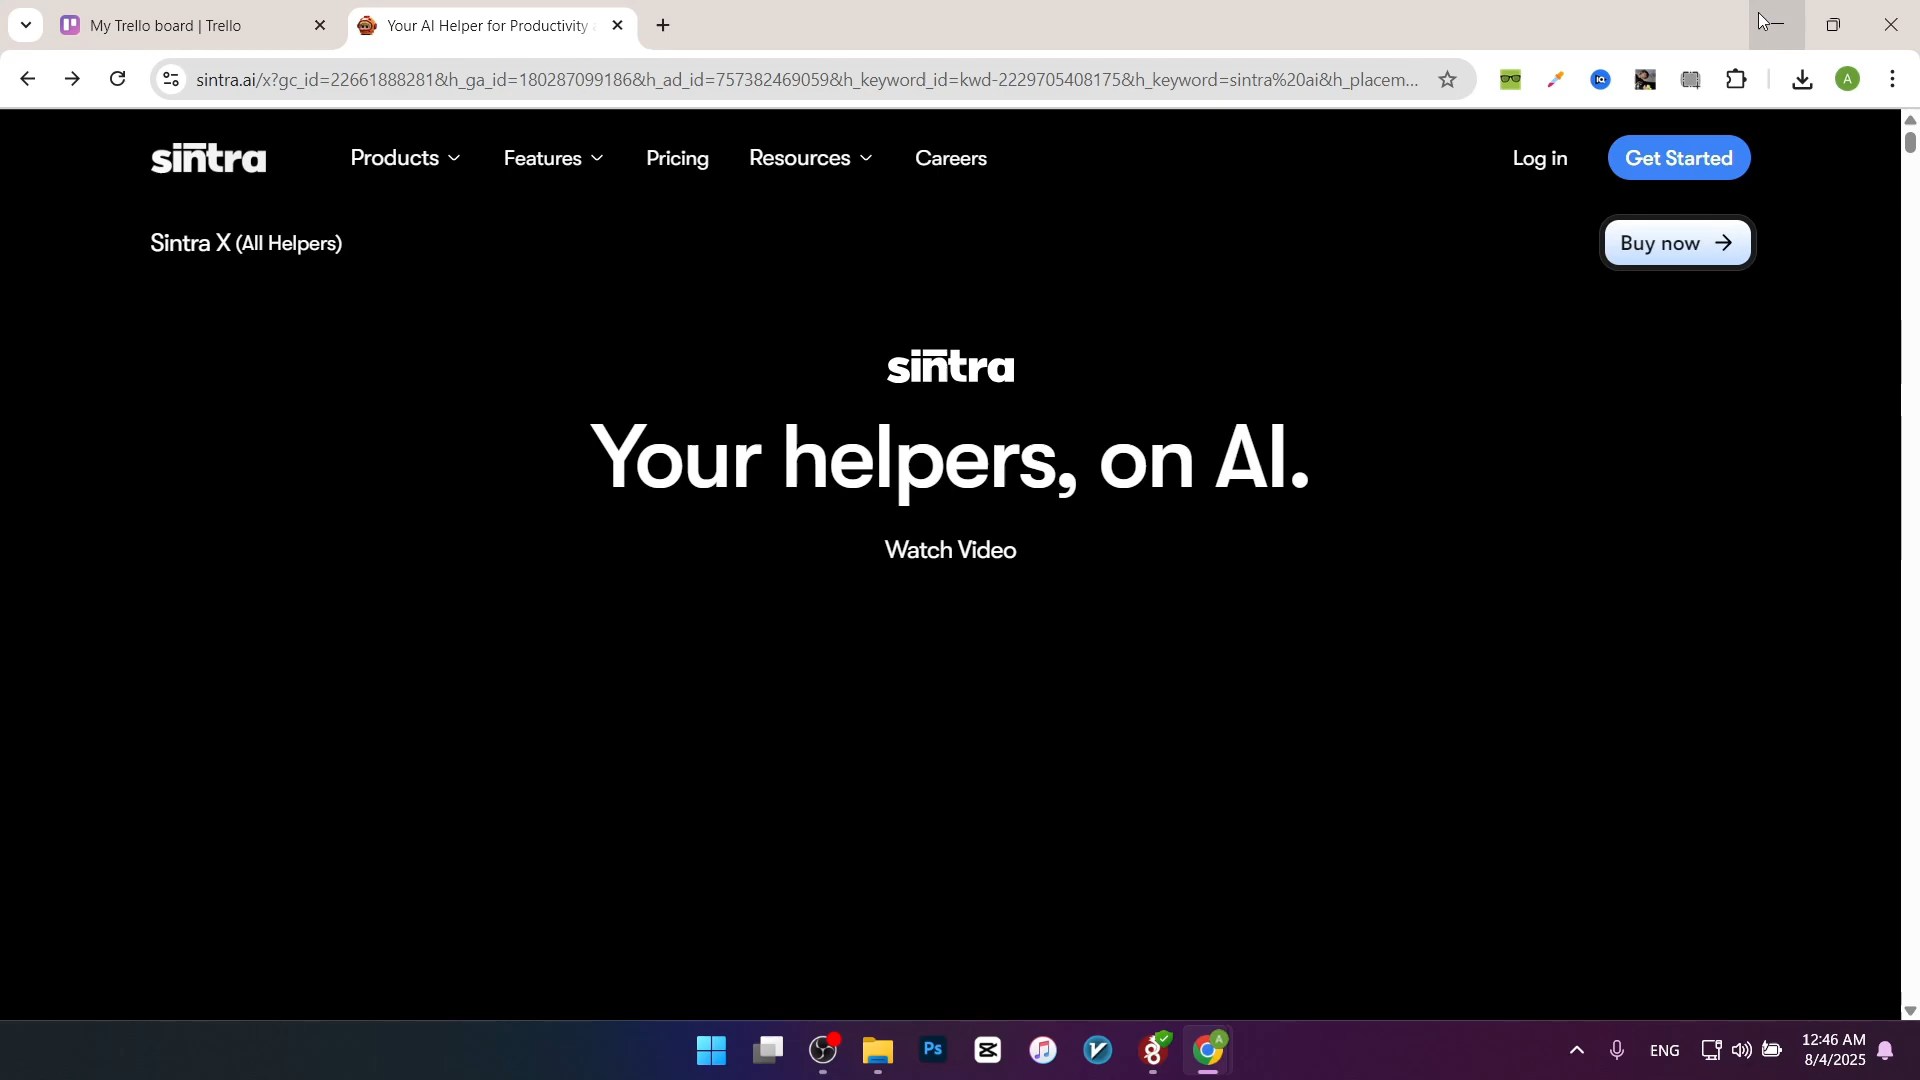 My Trello board | Trello
Your AI Helper for Productivity
sintra.ai/x?gc_id=22661888281&h_ga_id=180287099186&h_ad_id=757382469059&h_keyword_id=kwd-2229705408175&h_keyword=sintra%20ai&h_placem...
A
sintra
Products
Features
Pricing
Resources
Careers
Log in
Get Started
Sintra X (All Helpers)
Buy now
sintra
Your helpers, on AI.
Watch Video
Ps
A
ENG
12:46 AM
8/4/2025